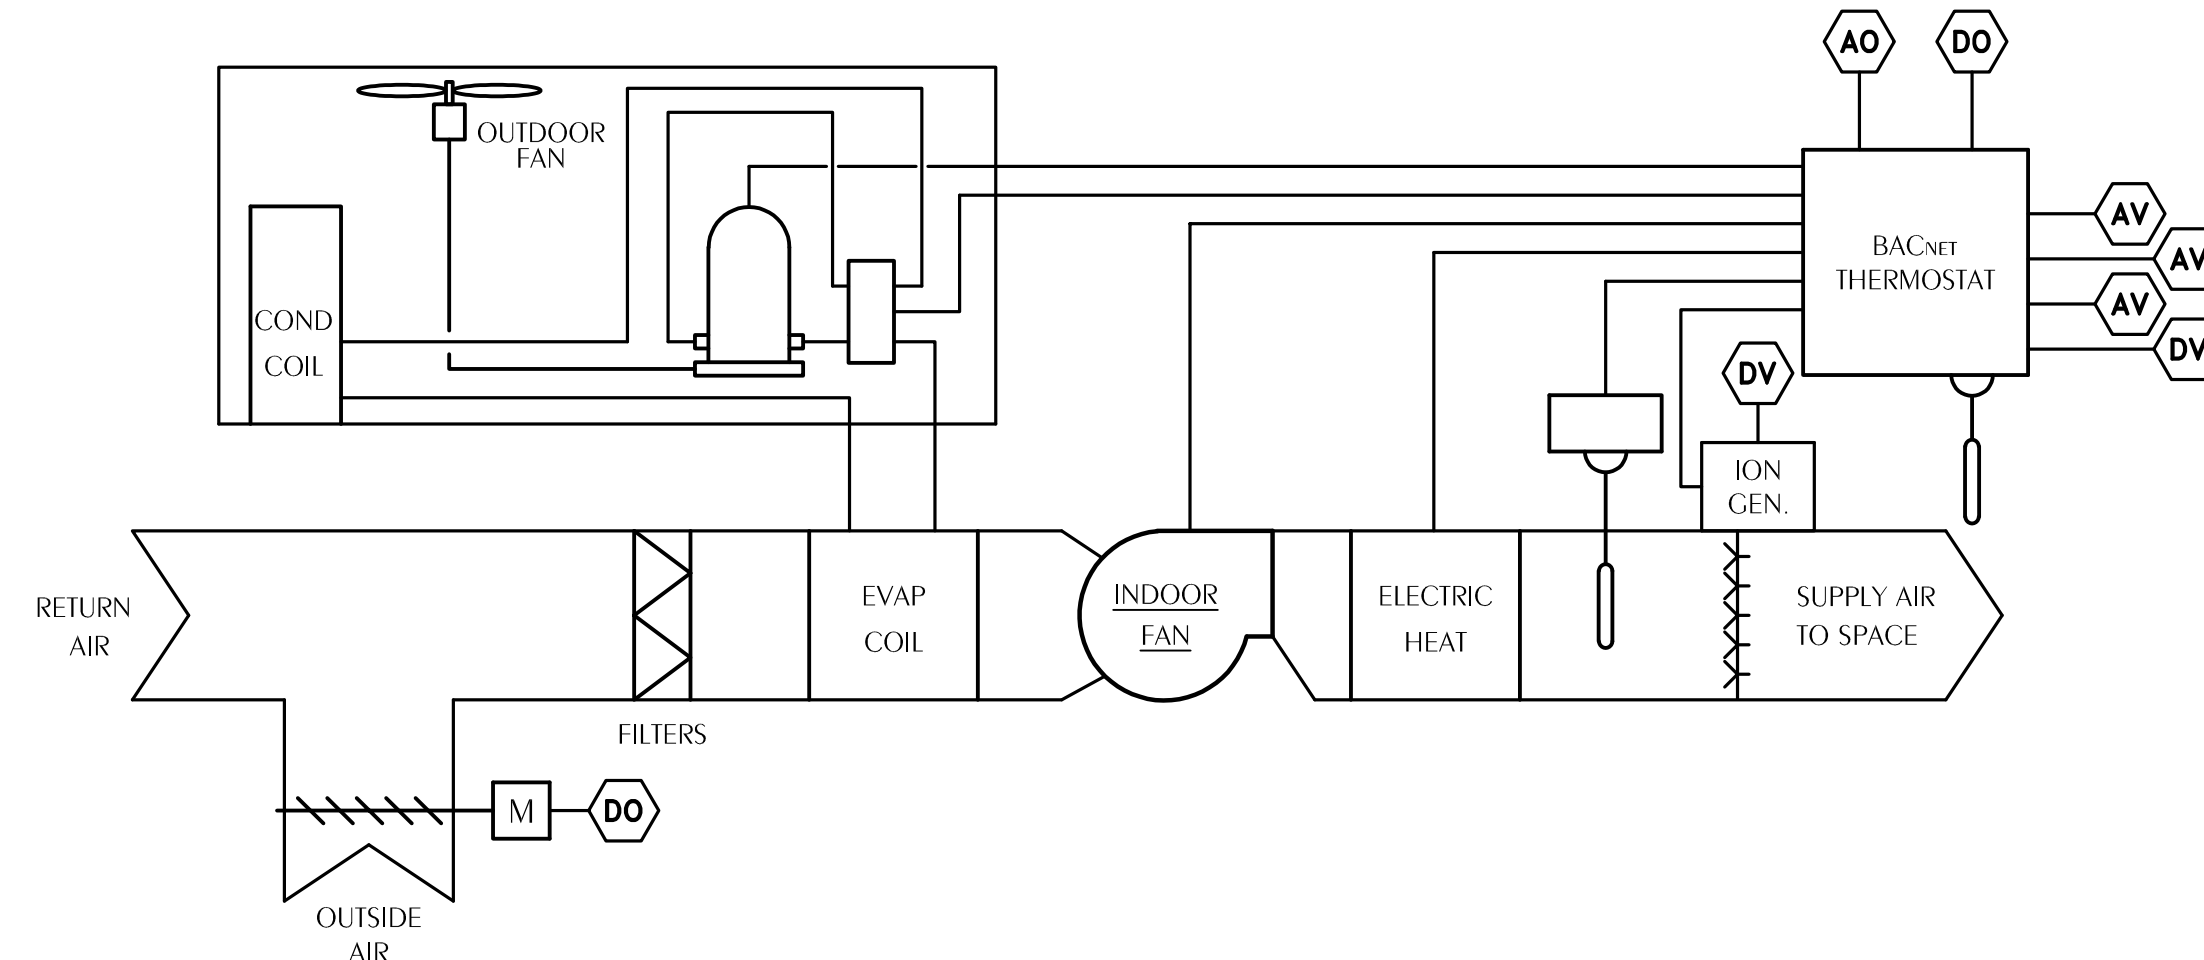 AO
DO
OUTDOOR
FAN
AV
BACNET
THERMOSTAT
AV
COND
COIL
AV
DV
DV
ION
GEN.
RETURN
AIR
EVAP
COIL
INDOOR
FAN
ELECTRIC
HEAT
SUPPLY AIR
TO SPACE
FILTERS
M
DO
OUTSIDE
AIR